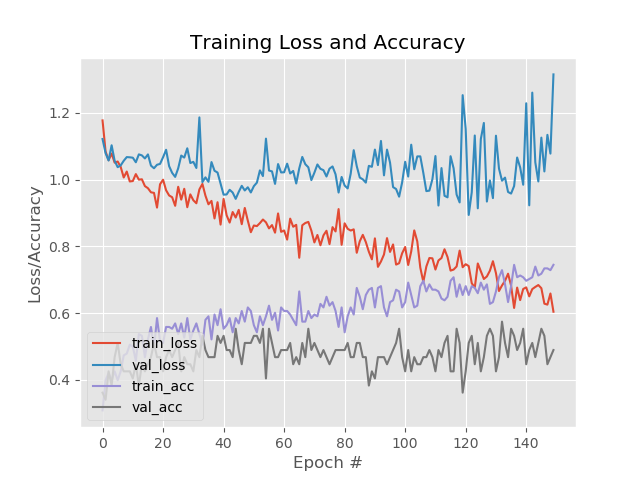 Training Loss and Accuracy
Loss/Accuracy
1.2
1.0
0.8
0.6
0.4
train_loss
val_loss
train_acc
val_acc
0 20 40 60 80 100 120 140
Epoch #